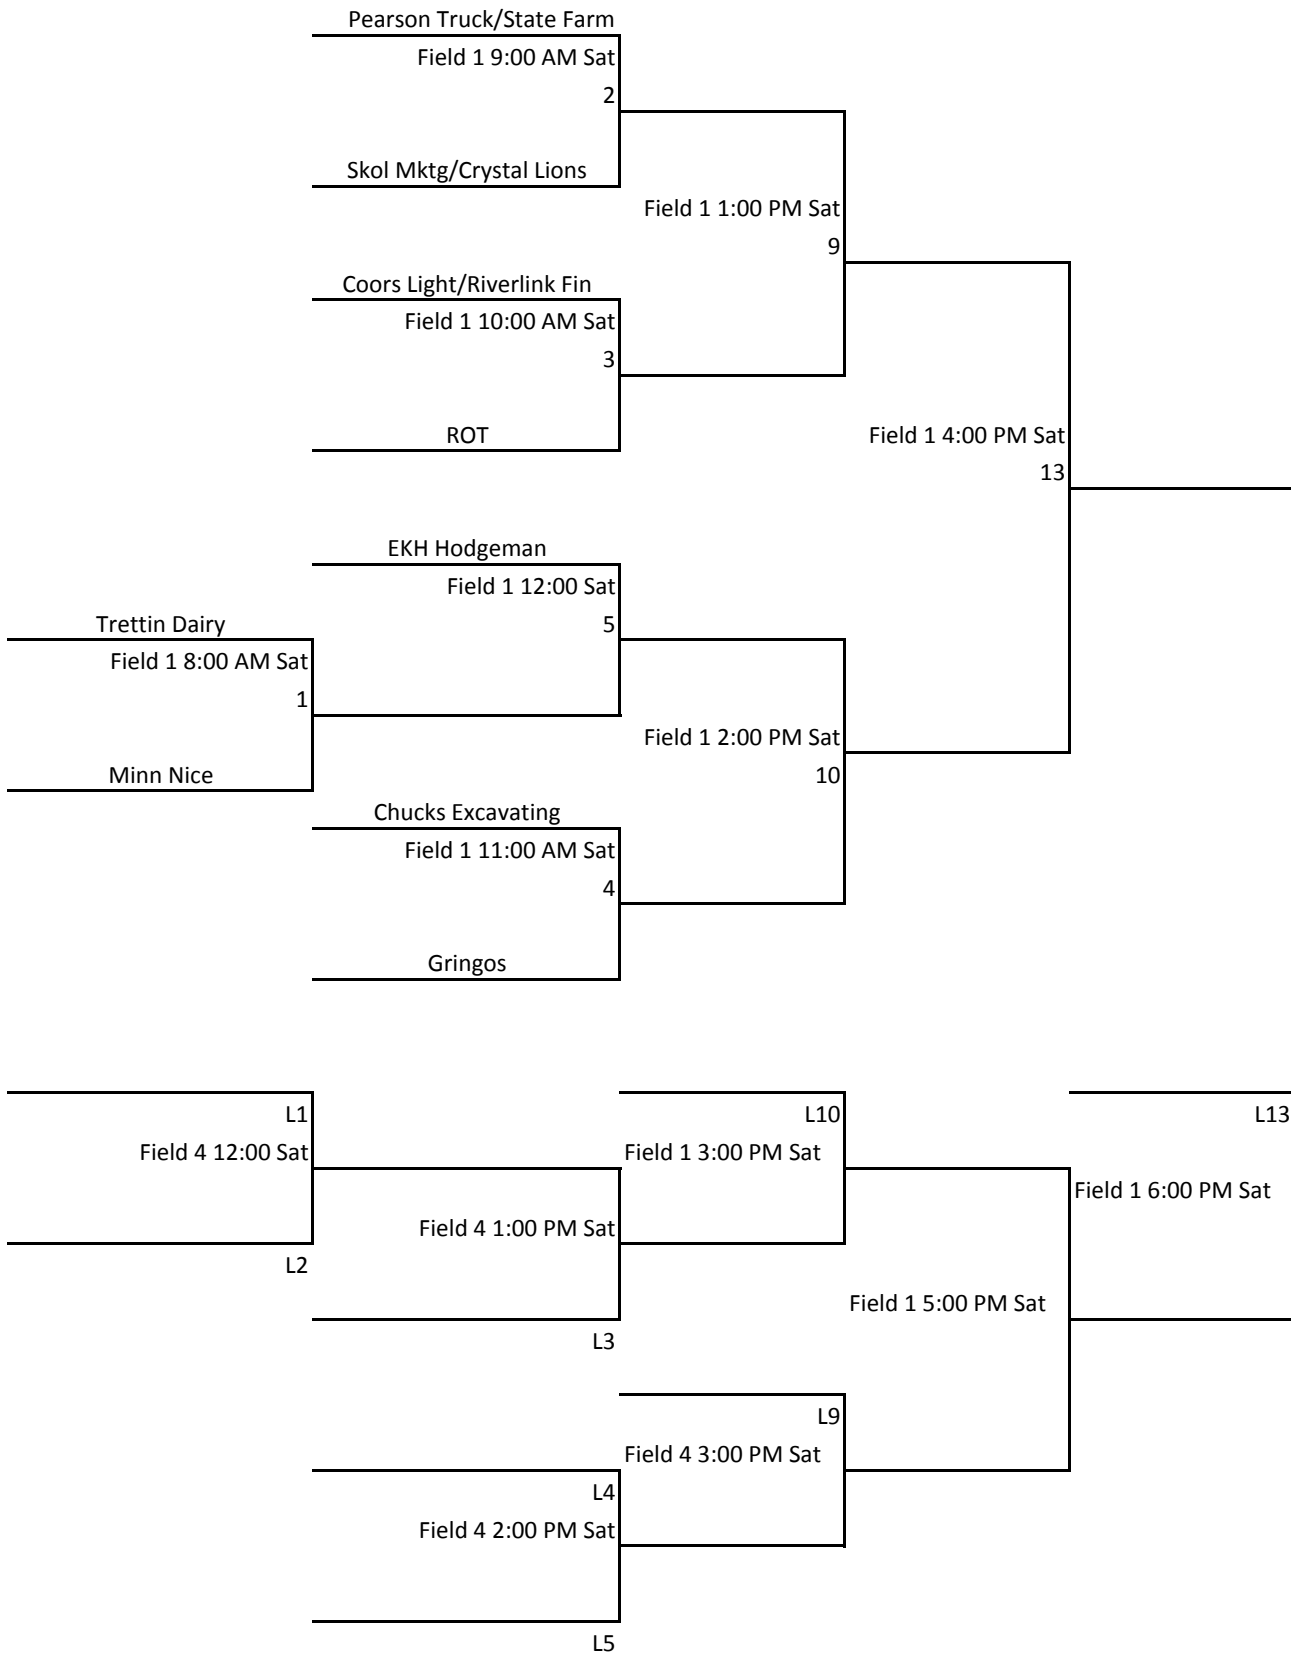 Pearson Truck/State Farm
Field 1 9:00 AM Sat
2
Skol Mktg/Crystal Lions
Field 1 1:00 PM Sat
9
Coors Light/Riverlink Fin
Field 1 10:00 AM Sat
3
ROT
Field 1 4:00 PM Sat
13
EKH Hodgeman
Field 1 12:00 Sat
Trettin Dairy
5
Field 1 8:00 AM Sat
1
Field 1 2:00 PM Sat
Minn Nice
10
Chucks Excavating
Field 1 11:00 AM Sat
4
Gringos
L1
L10
L13
Field 4 12:00 Sat
Field 1 3:00 PM Sat
Field 1 6:00 PM Sat
Field 4 1:00 PM Sat
L2
Field 1 5:00 PM Sat
L3
L9
Field 4 3:00 PM Sat
L4
Field 4 2:00 PM Sat
L5